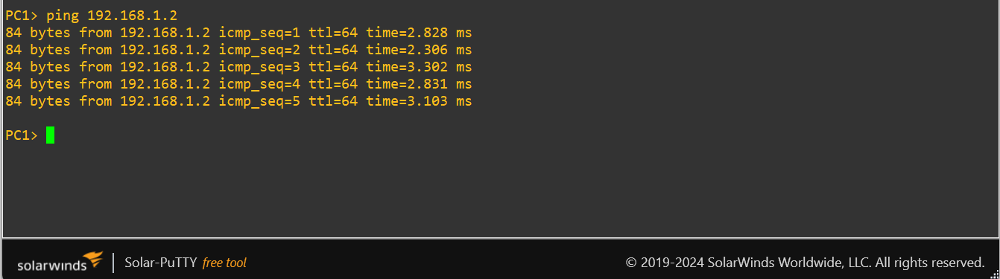 PC1> ping 192.168.1.2
84 bytes from 192.168.1.2 icmp_seq=1 ttl=64 time=2.828 ms
84 bytes from 192.168.1.2 icmp_seq=2 ttl=64 time=2.306 ms
84 bytes from 192.168.1.2 icmp_seq=3 ttl=64 time=3.302 ms
84 bytes from 192.168.1.2 icmp_seq=4 ttl=64 time=2.831 ms
84 bytes from 192.168.1.2 icmp_seq=5 ttl=64 time=3.103 ms
PC1>
solarwinds | Solar-PuTTY free tool © 2019-2024 SolarWinds Worldwide, LLC. All rights reserved.